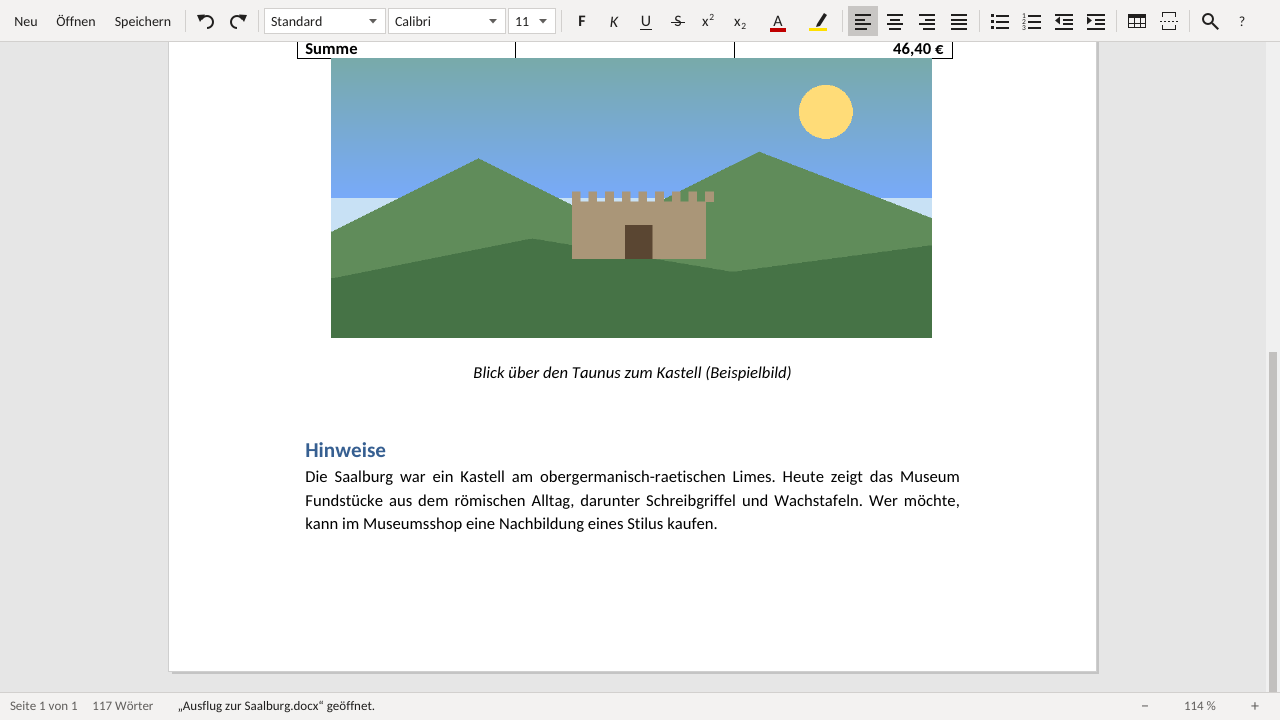 Neu Öffnen Speichern Standard Calibri 11 F K U S x² x₂ A ?
Summe 46,40 €
Blick über den Taunus zum Kastell (Beispielbild)
Hinweise
Die Saalburg war ein Kastell am obergermanisch-raetischen Limes. Heute zeigt das Museum
Fundstücke aus dem römischen Alltag, darunter Schreibgriffel und Wachstafeln. Wer möchte,
kann im Museumsshop eine Nachbildung eines Stilus kaufen.
Seite 1 von 1 117 Wörter „Ausflug zur Saalburg.docx“ geöffnet. − 114 % +